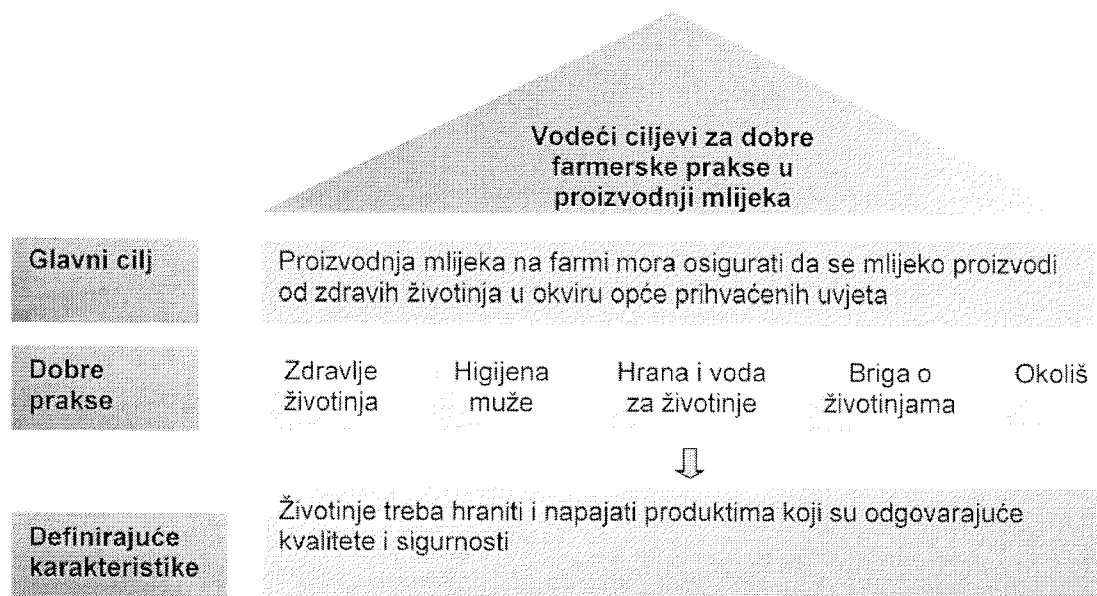 Vodeći ciljevi za dobre
farmerske prakse u
proizvodnji mlijeka
Glavni cilj
Proizvodnja mlijeka na farmi mora osigurati da se mlijeko proizvodi
od zdravih životinja u okviru opće prihvaćenih uvjeta
Dobre
prakse
Zdravlje
životinja
Higijena
muže
Hrana i voda
za životinje
Briga o
životinjama
Okoliš
Definirajuće
karakteristike
Životinje treba hraniti i napajati produktima koji su odgovarajuće
kvalitete i sigurnosti